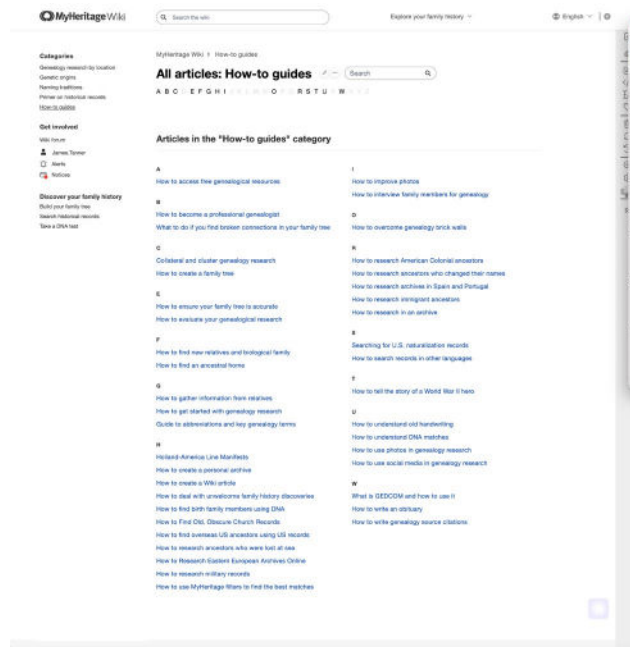 MyHeritage Wiki
Search the wiki
Explore your family history
English
Categories
Genealogy research by location
Genetic origins
Naming traditions
Primer on historical records
How-to guides
Get involved
Wiki forum
James Tanner
Alerts
Notices
Discover your family history
Build your family tree
Search historical records
Take a DNA test
MyHeritage Wiki
How-to guides
All articles: How-to guides
Search
A B C E F G H I O R S T U W
Articles in the "How-to guides" category
A
How to access free genealogical resources
B
How to become a professional genealogist
What to do if you find broken connections in your family tree
C
Collateral and cluster genealogy research
How to create a family tree
E
How to ensure your family tree is accurate
How to evaluate your genealogical research
F
How to find new relatives and biological family
How to find an ancestral home
G
How to gather information from relatives
How to get started with genealogy research
Guide to abbreviations and key genealogy terms
H
Holland-America Line Manifests
How to create a personal archive
How to create a Wiki article
How to deal with unwelcome family history discoveries
How to find birth family members using DNA
How to Find Old, Obscure Church Records
How to find overseas US ancestors using US records
How to research ancestors who were lost at sea
How to Research Eastern European Archives Online
How to research military records
How to use MyHeritage filters to find the best matches
I
How to improve photos
How to interview family members for genealogy
O
How to overcome genealogy brick walls
R
How to research American Colonial ancestors
How to research ancestors who changed their names
How to research archives in Spain and Portugal
How to research immigrant ancestors
How to research in an archive
S
Searching for U.S. naturalization records
How to search records in other languages
T
How to tell the story of a World War II hero
U
How to understand old handwriting
How to understand DNA matches
How to use photos in genealogy research
How to use social media in genealogy research
W
What is GEDCOM and how to use it
How to write an obituary
How to write genealogy source citations